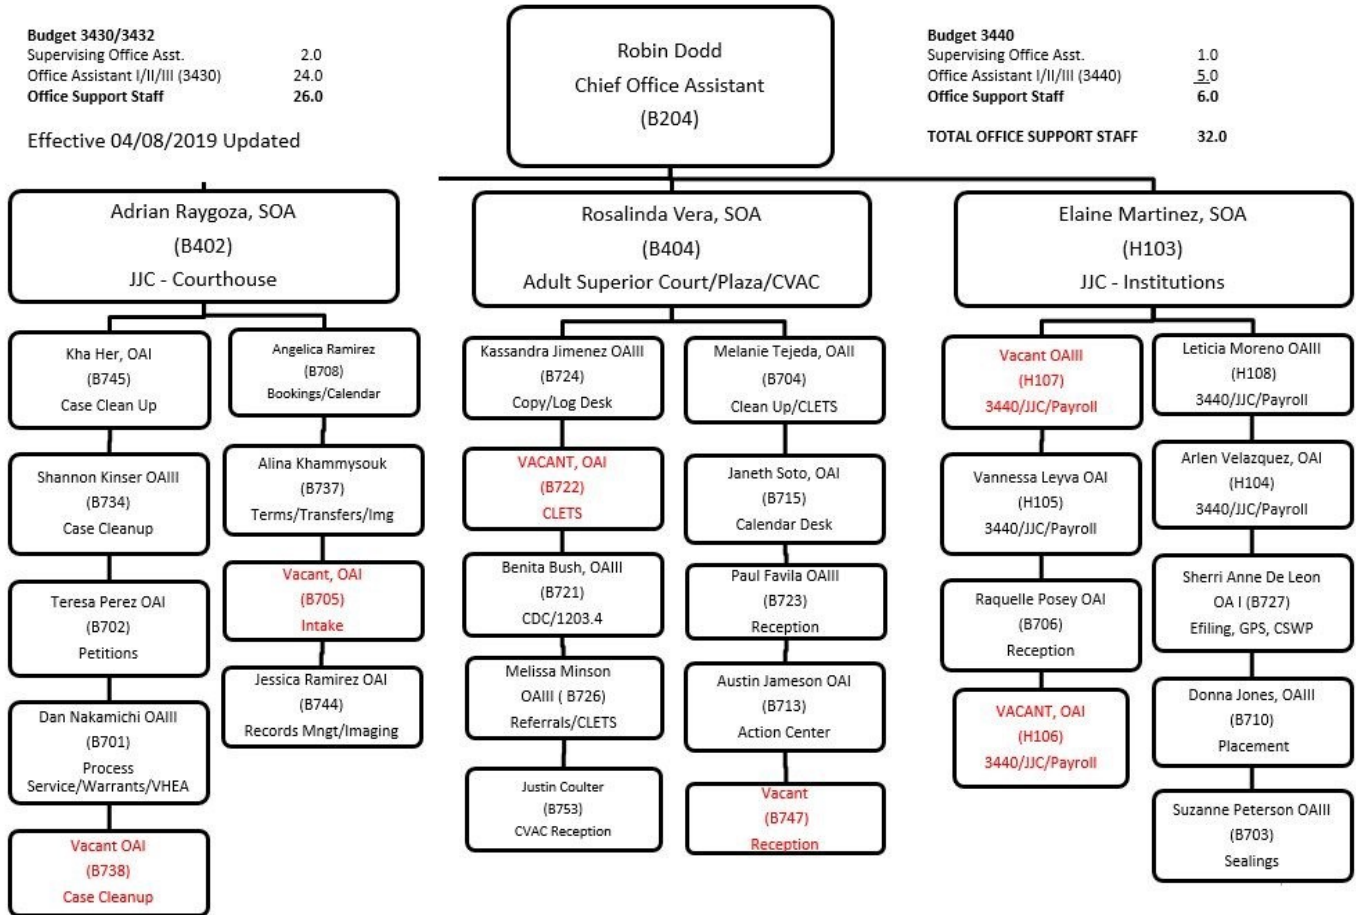 Budget 3430/3432
Supervising Office Asst. 2.0
Office Assistant I/II/III (3430) 24.0
Office Support Staff 26.0
Effective 04/08/2019 Updated
Robin Dodd
Chief Office Assistant
(B204)
Budget 3440
Supervising Office Asst. 1.0
Office Assistant I/II/III (3440) 5.0
Office Support Staff 6.0
TOTAL OFFICE SUPPORT STAFF 32.0
Adrian Raygoza, SOA
(B402)
JJC - Courthouse
Kha Her, OAI
(B745)
Case Clean Up
Shannon Kinser OAIII
(B734)
Case Cleanup
Teresa Perez OAI
(B702)
Petitions
Dan Nakamichi OAIII
(B701)
Process
Service/Warrants/VHEA
Vacant OAI
(B738)
Case Cleanup
Angelica Ramirez
(B708)
Bookings/Calendar
Alina Khammysouk
(B737)
Terms/Transfers/Img
Vacant, OAI
(B705)
Intake
Jessica Ramirez OAI
(B744)
Records Mngt/Imaging
Rosalinda Vera, SOA
(B404)
Adult Superior Court/Plaza/CVAC
Kassandra Jimenez OAIII
(B724)
Copy/Log Desk
VACANT, OAI
(B722)
CLETS
Benita Bush, OAIII
(B721)
CDC/1203.4
Melissa Minson
OAIII ( B726)
Referrals/CLETS
Justin Coulter
(B753)
CVAC Reception
Melanie Tejeda, OAII
(B704)
Clean Up/CLETS
Janeth Soto, OAI
(B715)
Calendar Desk
Paul Favila OAIII
(B723)
Reception
Austin Jameson OAI
(B713)
Action Center
Vacant
(B747)
Reception
Elaine Martinez, SOA
(H103)
JJC - Institutions
Vacant OAIII
(H107)
3440/JJC/Payroll
Vannessa Leyva OAI
(H105)
3440/JJC/Payroll
Raquelle Posey OAI
(B706)
Reception
VACANT, OAI
(H106)
3440/JJC/Payroll
Leticia Moreno OAIII
(H108)
3440/JJC/Payroll
Arlen Velazquez, OAI
(H104)
3440/JJC/Payroll
Sherri Anne De Leon
OA I (B727)
Efiling, GPS, CSWP
Donna Jones, OAIII
(B710)
Placement
Suzanne Peterson OAIII
(B703)
Sealings